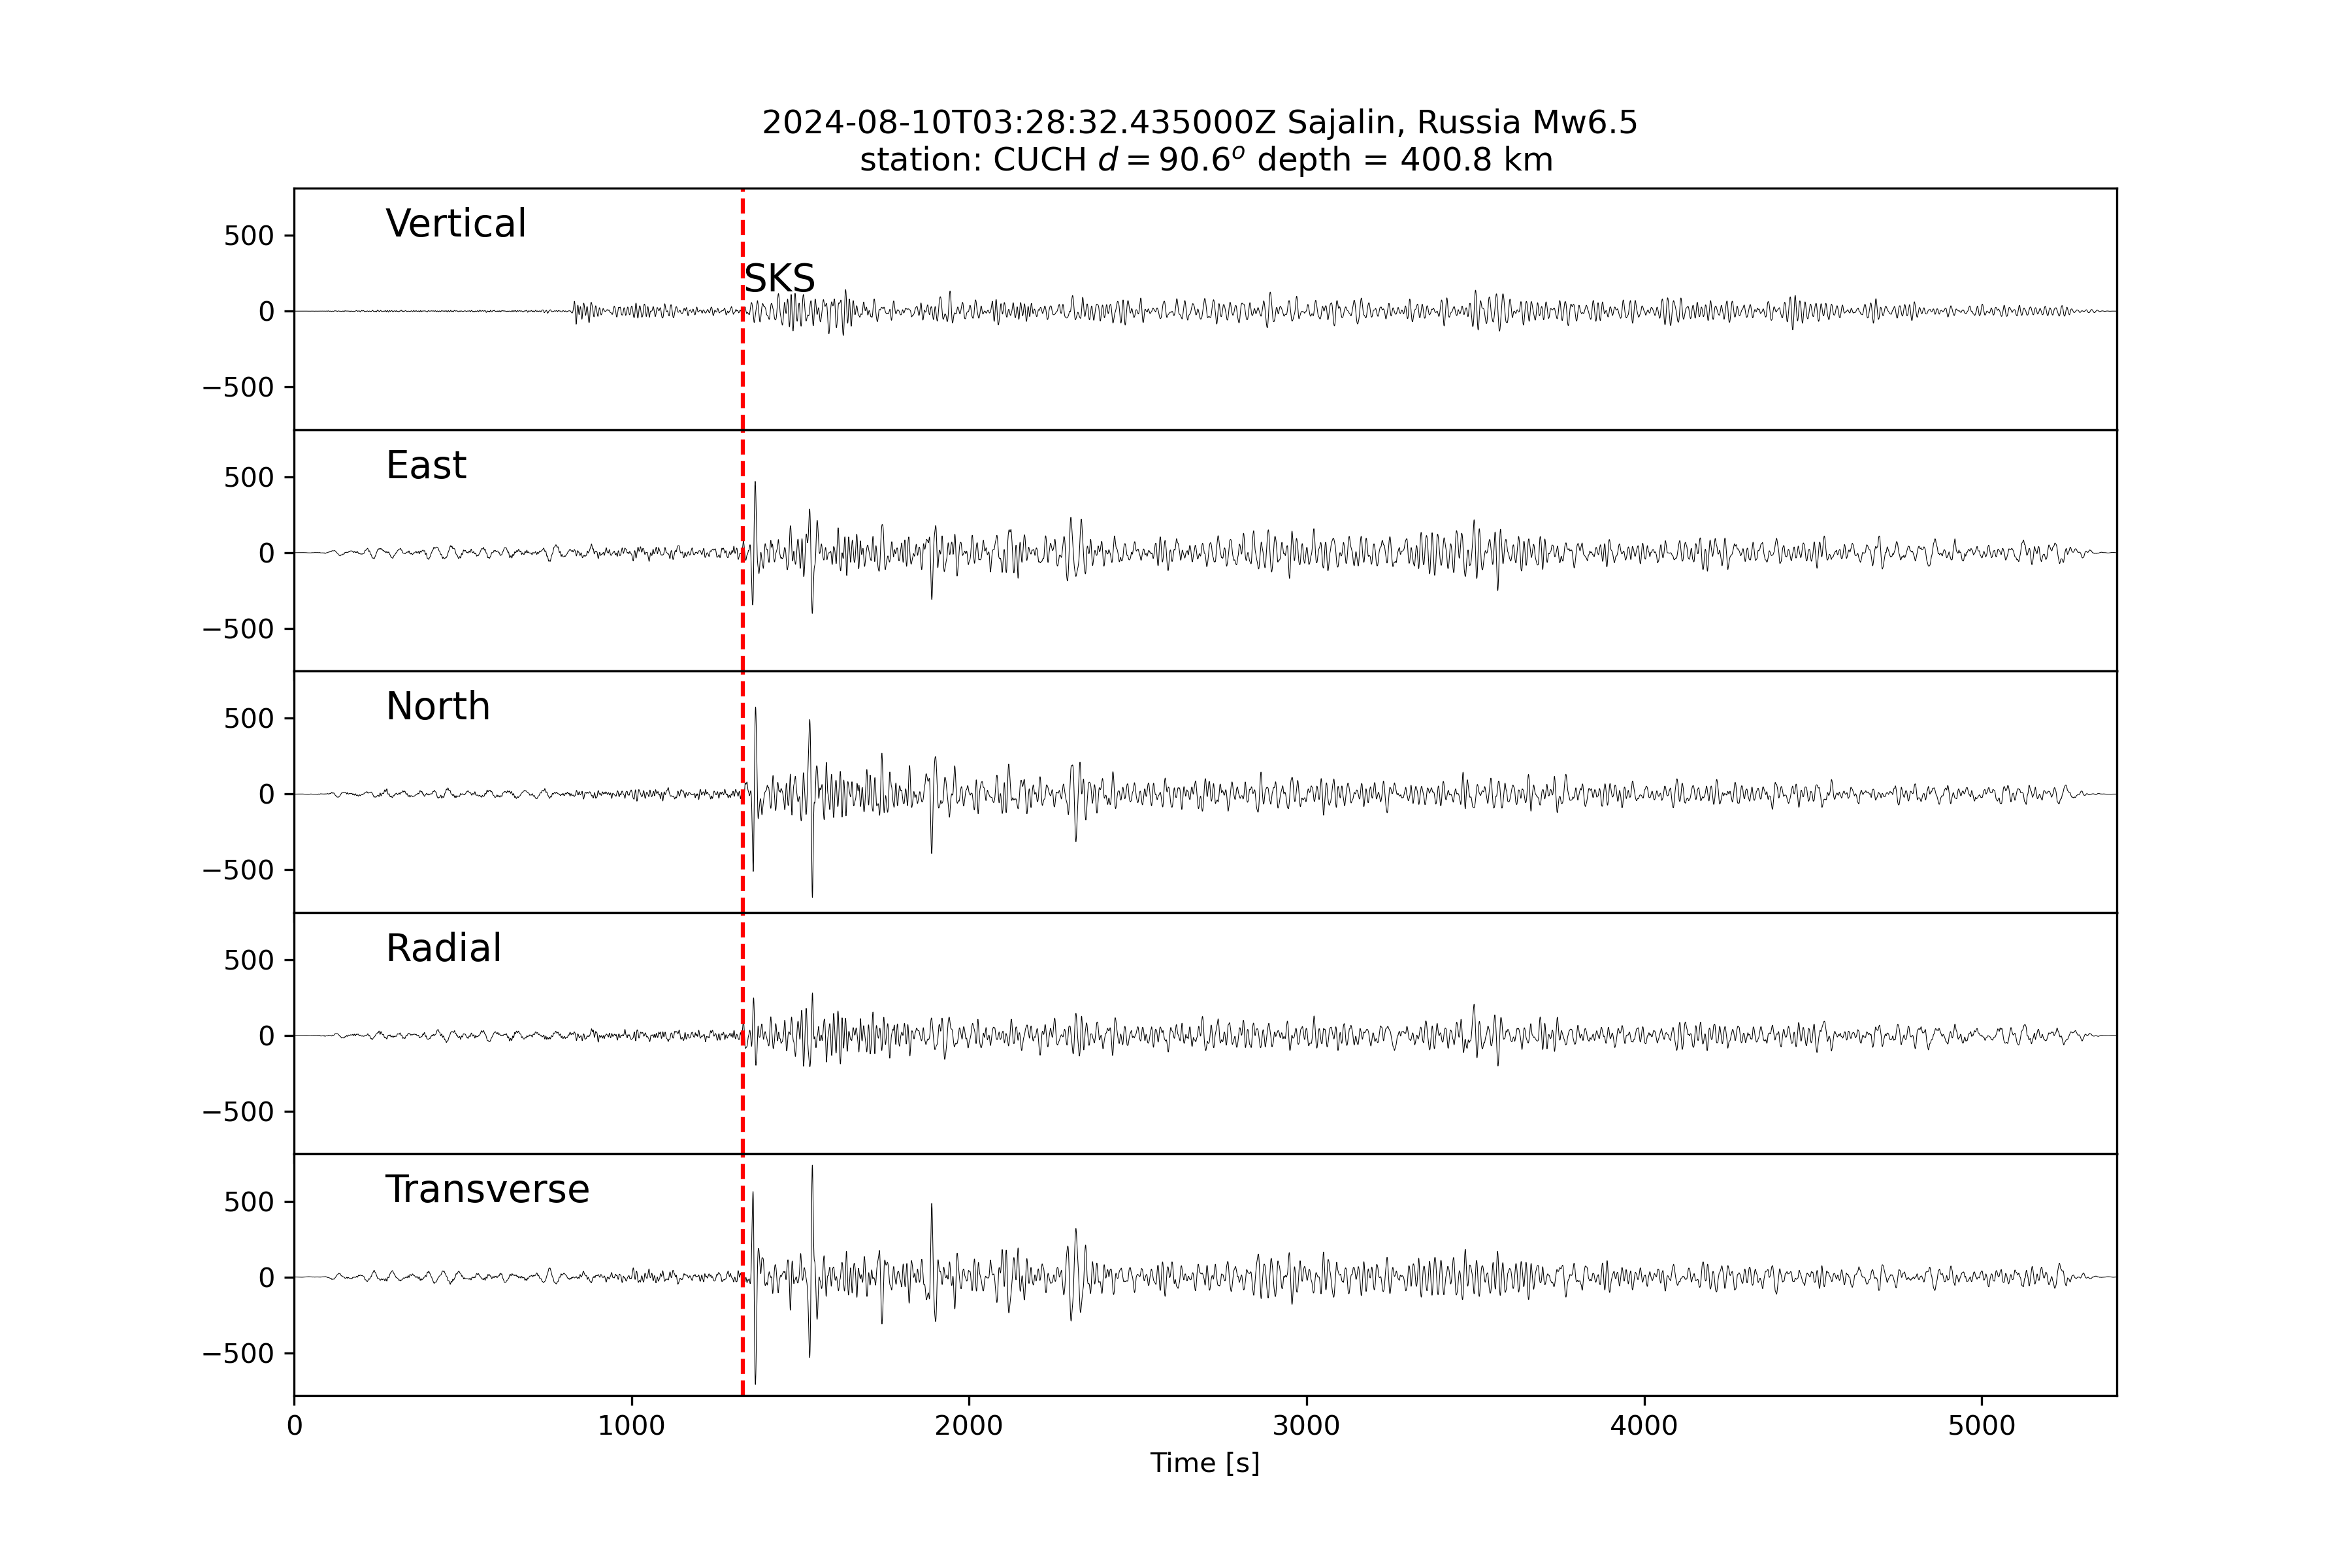 2024-08-10T03:28:32.435000Z Sajalin, Russia Mw6.5
station: CUCH d = 90.6° depth = 400.8 km
Vertical
500
0
−500
SKS
East
500
0
−500
North
500
0
−500
Radial
500
0
−500
Transverse
500
0
−500
0 1000 2000 3000 4000 5000
Time [s]